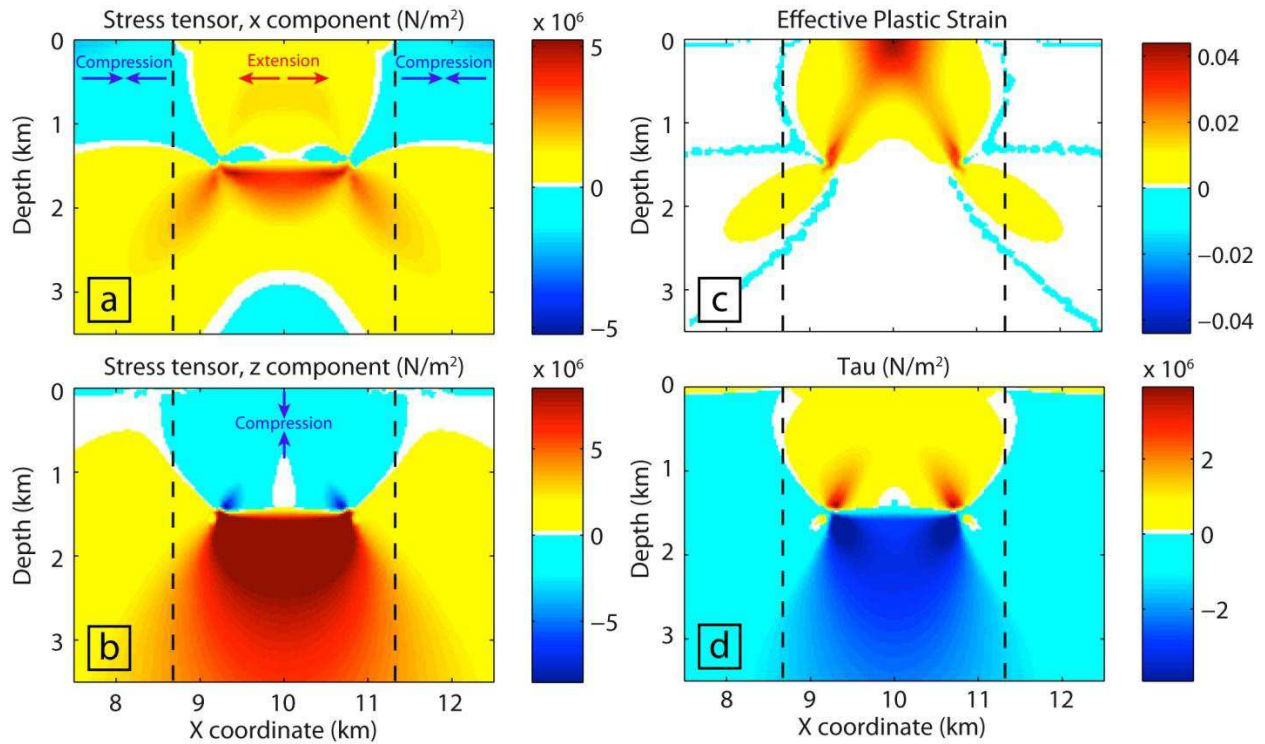 Stress tensor, x component (N/m²)
x 10⁶
0
1
2
3
Depth (km)
Compression
Extension
Compression
a
5
0
−5
Effective Plastic Strain
0
1
2
3
Depth (km)
c
0.04
0.02
0
−0.02
−0.04
Stress tensor, z component (N/m²)
x 10⁶
0
1
2
3
Depth (km)
Compression
b
5
0
−5
8
9
10
11
12
X coordinate (km)
Tau (N/m²)
x 10⁶
0
1
2
3
Depth (km)
d
2
0
−2
8
9
10
11
12
X coordinate (km)